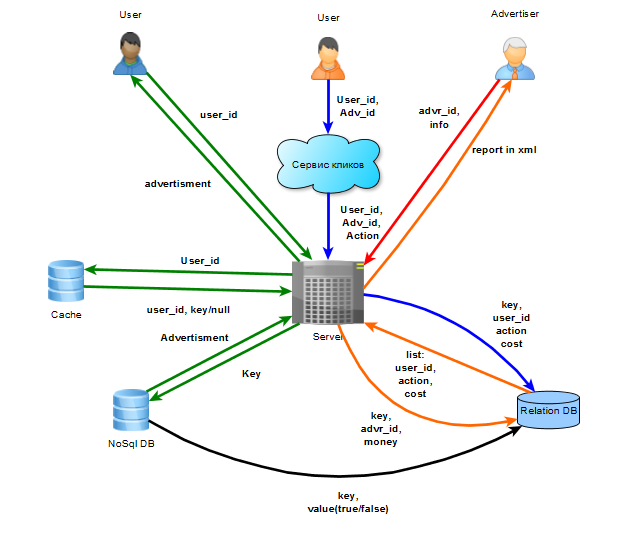 User
User
Advertiser
user_id
User_id,
Adv_id
advr_id,
info
report in xml
Сервис кликов
advertisment
User_id,
Adv_id,
Action
User_id
Cache
user_id, key/null
Server
key,
user_id
action
cost
Advertisment
Key
list:
user_id,
action,
cost
key,
advr_id,
money
Relation DB
NoSql DB
key,
value(true/false)